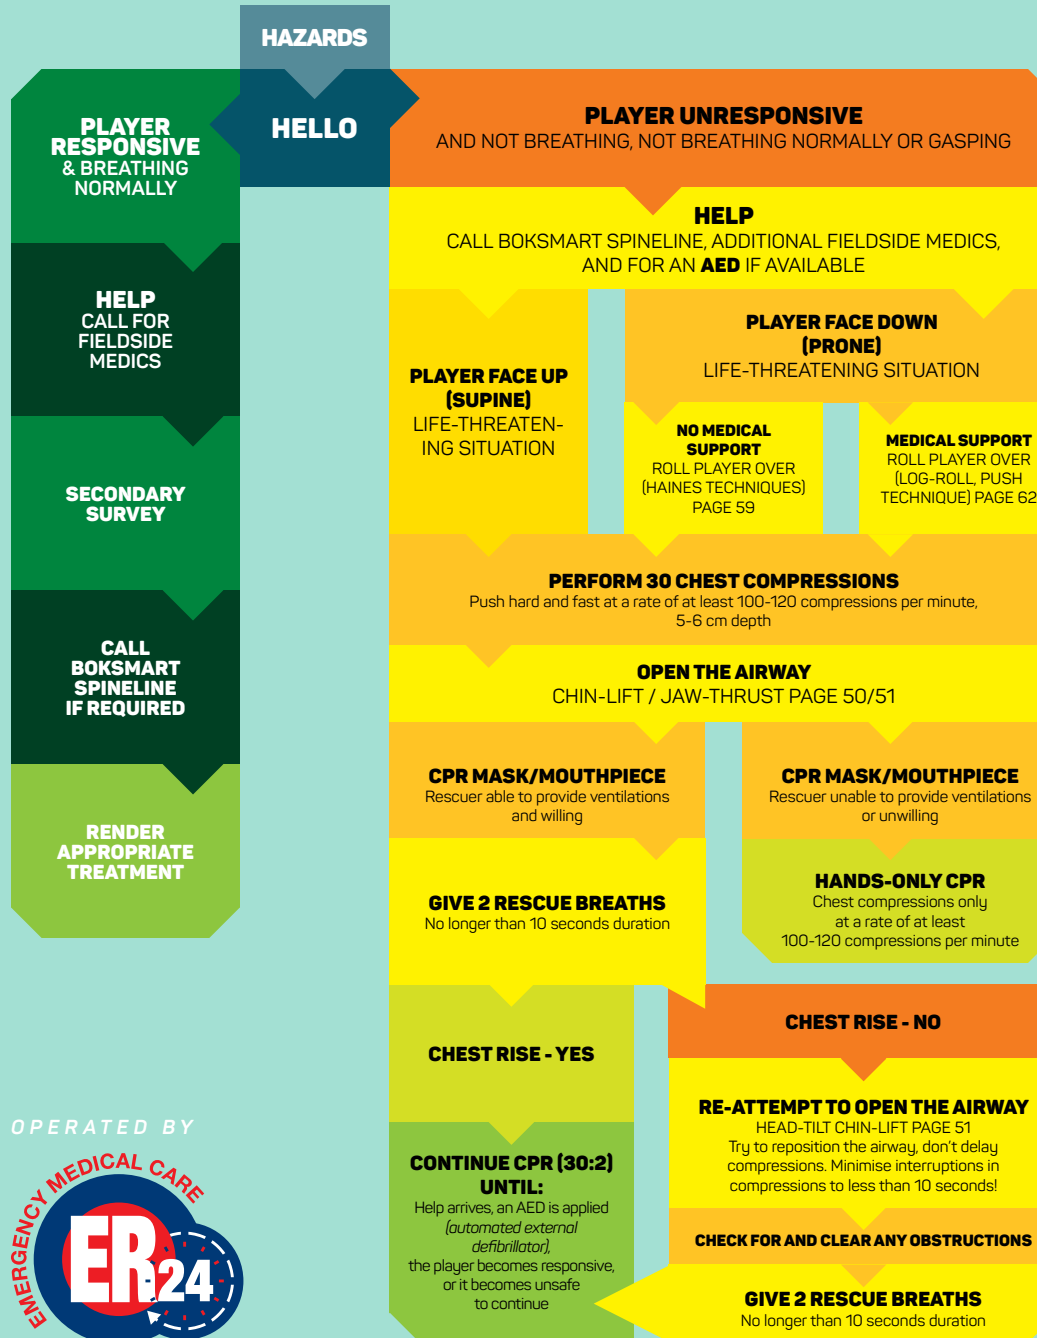 HAZARDS
HELLO
PLAYER
RESPONSIVE
& BREATHING
NORMALLY
HELP
CALL FOR
FIELDSIDE
MEDICS
SECONDARY
SURVEY
CALL
BOKSMART
SPINELINE
IF REQUIRED
RENDER
APPROPRIATE
TREATMENT
PLAYER UNRESPONSIVE
AND NOT BREATHING, NOT BREATHING NORMALLY OR GASPING
HELP
CALL BOKSMART SPINELINE, ADDITIONAL FIELDSIDE MEDICS,
AND FOR AN AED IF AVAILABLE
PLAYER FACE UP
(SUPINE)
LIFE-THREATEN-
ING SITUATION
PLAYER FACE DOWN
(PRONE)
LIFE-THREATENING SITUATION
NO MEDICAL
SUPPORT
ROLL PLAYER OVER
(HAINES TECHNIQUES)
PAGE 59
MEDICAL SUPPORT
ROLL PLAYER OVER
(LOG-ROLL, PUSH
TECHNIQUE) PAGE 62
PERFORM 30 CHEST COMPRESSIONS
Push hard and fast at a rate of at least 100-120 compressions per minute,
5-6 cm depth
OPEN THE AIRWAY
CHIN-LIFT / JAW-THRUST PAGE 50/51
CPR MASK/MOUTHPIECE
Rescuer able to provide ventilations
and willing
CPR MASK/MOUTHPIECE
Rescuer unable to provide ventilations
or unwilling
GIVE 2 RESCUE BREATHS
No longer than 10 seconds duration
HANDS-ONLY CPR
Chest compressions only
at a rate of at least
100-120 compressions per minute
CHEST RISE - YES
CHEST RISE - NO
RE-ATTEMPT TO OPEN THE AIRWAY
HEAD-TILT CHIN-LIFT PAGE 51
Try to reposition the airway, don't delay
compressions. Minimise interruptions in
compressions to less than 10 seconds!
CHECK FOR AND CLEAR ANY OBSTRUCTIONS
GIVE 2 RESCUE BREATHS
No longer than 10 seconds duration
CONTINUE CPR (30:2)
UNTIL:
Help arrives, an AED is applied
(automated external
defibrillator),
the player becomes responsive,
or it becomes unsafe
to continue
OPERATED BY
EMERGENCY MEDICAL CARE
ER24